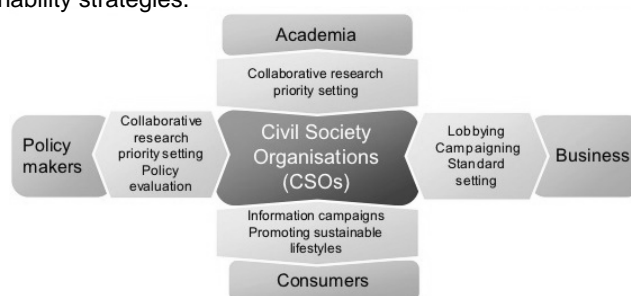 nability strategies.
Academia
Collaborative research
priority setting
Policy
makers
Collaborative
research
priority setting
Policy
evaluation
Civil Society
Organisations
(CSOs)
Lobbying
Campaigning
Standard
setting
Business
Information campaigns
Promoting sustainable
lifestyles
Consumers